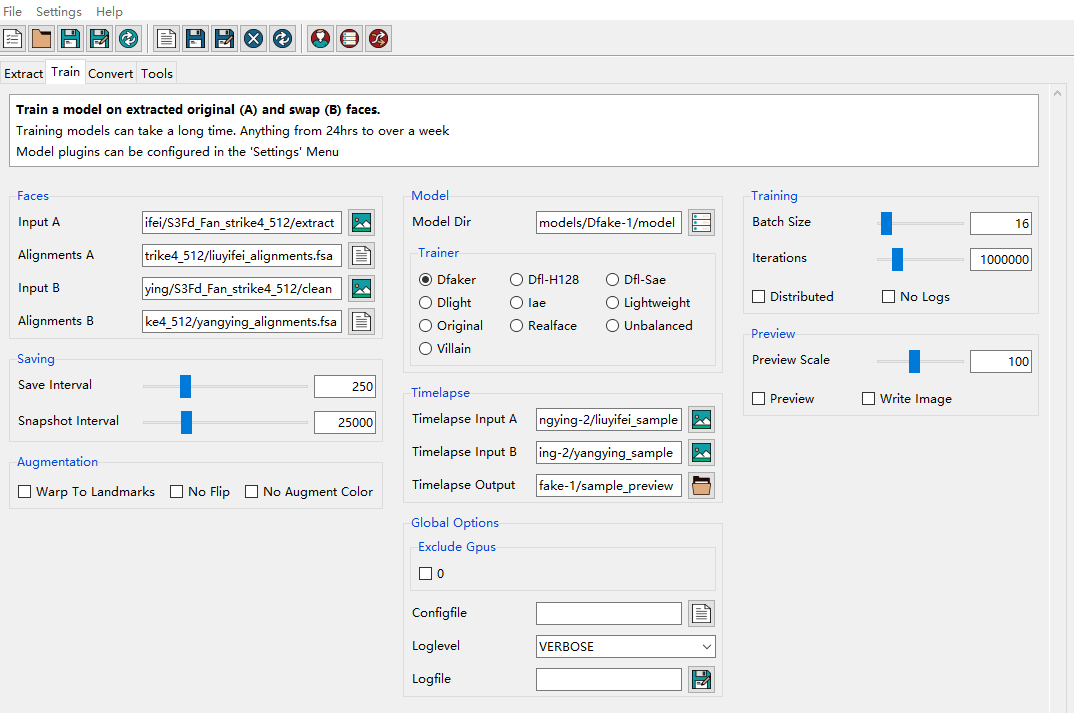 File Settings Help
Extract Train Convert Tools
Train a model on extracted original (A) and swap (B) faces.
Training models can take a long time. Anything from 24hrs to over a week
Model plugins can be configured in the 'Settings' Menu
Faces
Input A ifei/S3Fd_Fan_strike4_512/extract
Alignments A trike4_512/liuyifei_alignments.fsa
Input B ying/S3Fd_Fan_strike4_512/clean
Alignments B ke4_512/yangying_alignments.fsa
Saving
Save Interval 250
Snapshot Interval 25000
Augmentation
Warp To Landmarks No Flip No Augment Color
Model
Model Dir models/Dfake-1/model
Trainer
Dfaker Dfl-H128 Dfl-Sae
Dlight Iae Lightweight
Original Realface Unbalanced
Villain
Timelapse
Timelapse Input A ngying-2/liuyifei_sample
Timelapse Input B ing-2/yangying_sample
Timelapse Output fake-1/sample_preview
Global Options
Exclude Gpus
0
Configfile
Loglevel VERBOSE
Logfile
Training
Batch Size 16
Iterations 1000000
Distributed No Logs
Preview
Preview Scale 100
Preview Write Image